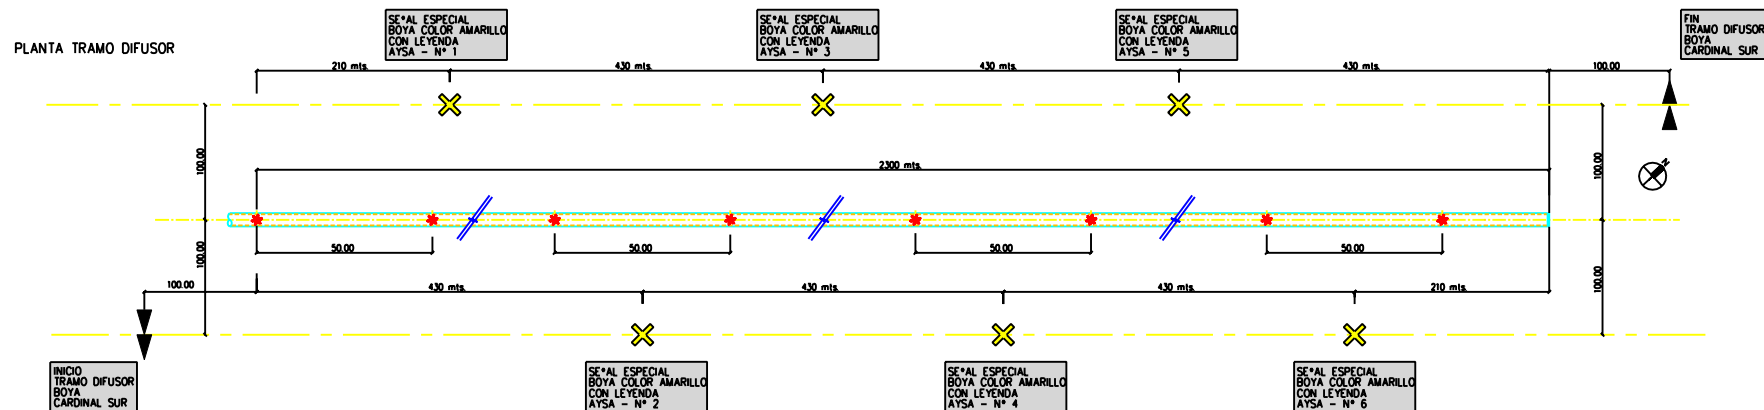 PLANTA TRAMO DIFUSOR
SE°AL ESPECIAL
BOYA COLOR AMARILLO
CON LEYENDA
AYSA - N° 1
SE°AL ESPECIAL
BOYA COLOR AMARILLO
CON LEYENDA
AYSA - N° 3
SE°AL ESPECIAL
BOYA COLOR AMARILLO
CON LEYENDA
AYSA - N° 5
FIN
TRAMO DIFUSOR
BOYA
CARDINAL SUR
210 mts.
430 mts.
430 mts.
430 mts.
100.00
100.00
2300 mts.
100.00
N
50.00
50.00
50.00
50.00
100.00
100.00
100.00
430 mts.
430 mts.
430 mts.
210 mts.
INICIO
TRAMO DIFUSOR
BOYA
CARDINAL SUR
SE°AL ESPECIAL
BOYA COLOR AMARILLO
CON LEYENDA
AYSA - N° 2
SE°AL ESPECIAL
BOYA COLOR AMARILLO
CON LEYENDA
AYSA - N° 4
SE°AL ESPECIAL
BOYA COLOR AMARILLO
CON LEYENDA
AYSA - N° 6